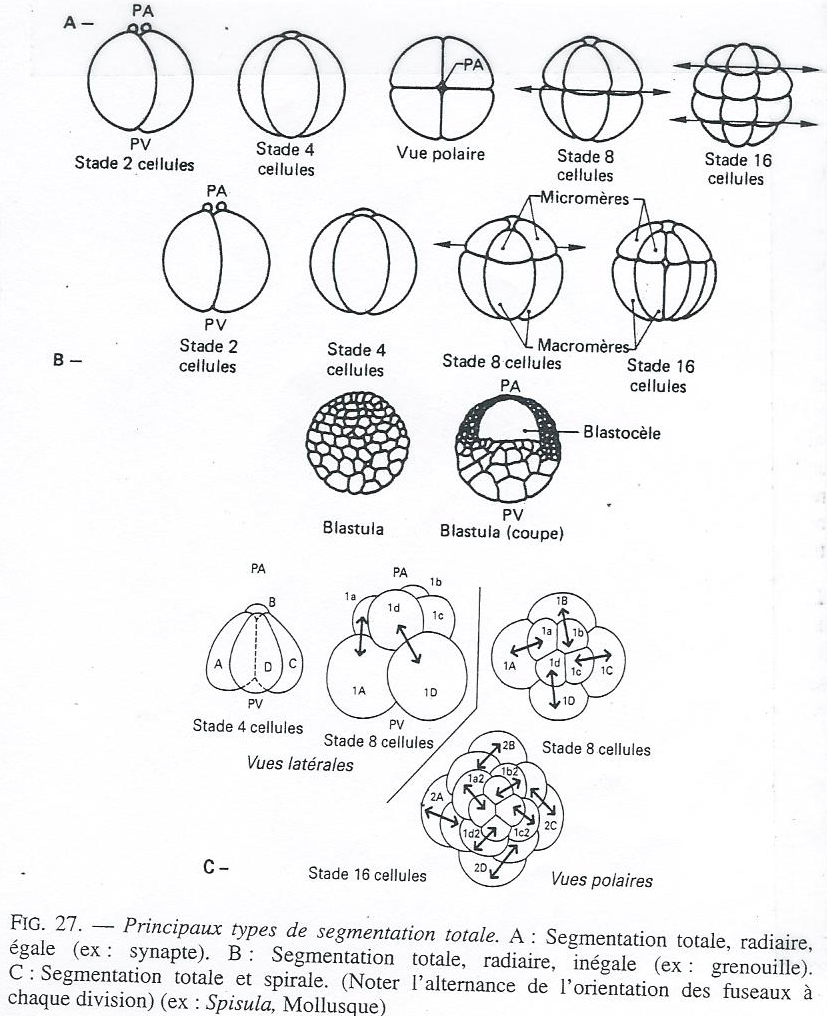 A –
PA
PV
Stade 2 cellules
Stade 4
cellules
PA
Vue polaire
Stade 8
cellules
Stade 16
cellules
B –
PA
PV
Stade 2
cellules
Stade 4
cellules
Micromères
Macromères
Stade 8 cellules
Stade 16
cellules
Blastula
PA
Blastocèle
PV
Blastula (coupe)
PA
B
A
D
C
PV
Stade 4 cellules
PA
1a
1d
1b
1c
1A
1D
PV
Stade 8 cellules
Vues latérales
1B
1a
1b
1A
1d
1c
1C
1D
Stade 8 cellules
2B
1a2
1b2
2A
2C
1d2
1c2
2D
C –
Stade 16 cellules
Vues polaires
FIG. 27. — Principaux types de segmentation totale. A : Segmentation totale, radiaire,
égale (ex : synapte). B : Segmentation totale, radiaire, inégale (ex : grenouille).
C : Segmentation totale et spirale. (Noter l'alternance de l'orientation des fuseaux à
chaque division) (ex : Spisula, Mollusque)